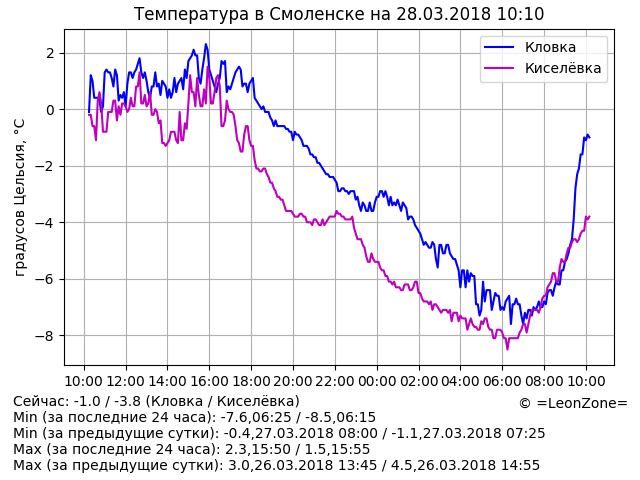 Температура в Смоленске на 28.03.2018 10:10
градусов Цельсия, °C
2
0
−2
−4
−6
−8
Кловка
Киселёвка
10:00 12:00 14:00 16:00 18:00 20:00 22:00 00:00 02:00 04:00 06:00 08:00 10:00
Сейчас: -1.0 / -3.8 (Кловка / Киселёвка)
© =LeonZone=
Min (за последние 24 часа): -7.6,06:25 / -8.5,06:15
Min (за предыдущие сутки): -0.4,27.03.2018 08:00 / -1.1,27.03.2018 07:25
Max (за последние 24 часа): 2.3,15:50 / 1.5,15:55
Max (за предыдущие сутки): 3.0,26.03.2018 13:45 / 4.5,26.03.2018 14:55